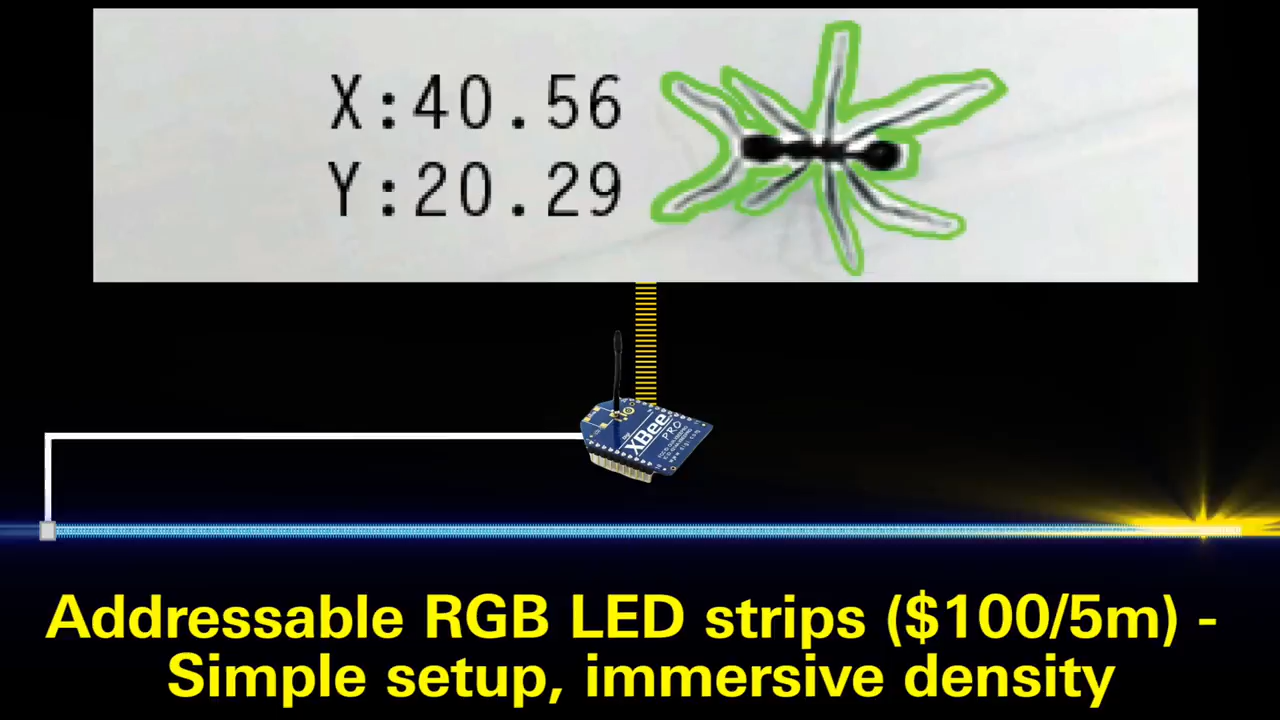 X:40.56
Y:20.29
XBee
PRO
Addressable RGB LED strips ($100/5m) -
Simple setup, immersive density